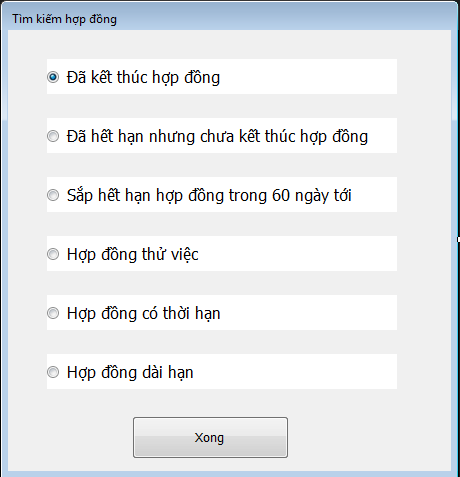 Tìm kiếm hợp đồng
Đã kết thúc hợp đồng
Đã hết hạn nhưng chưa kết thúc hợp đồng
Sắp hết hạn hợp đồng trong 60 ngày tới
Hợp đồng thử việc
Hợp đồng có thời hạn
Hợp đồng dài hạn
Xong